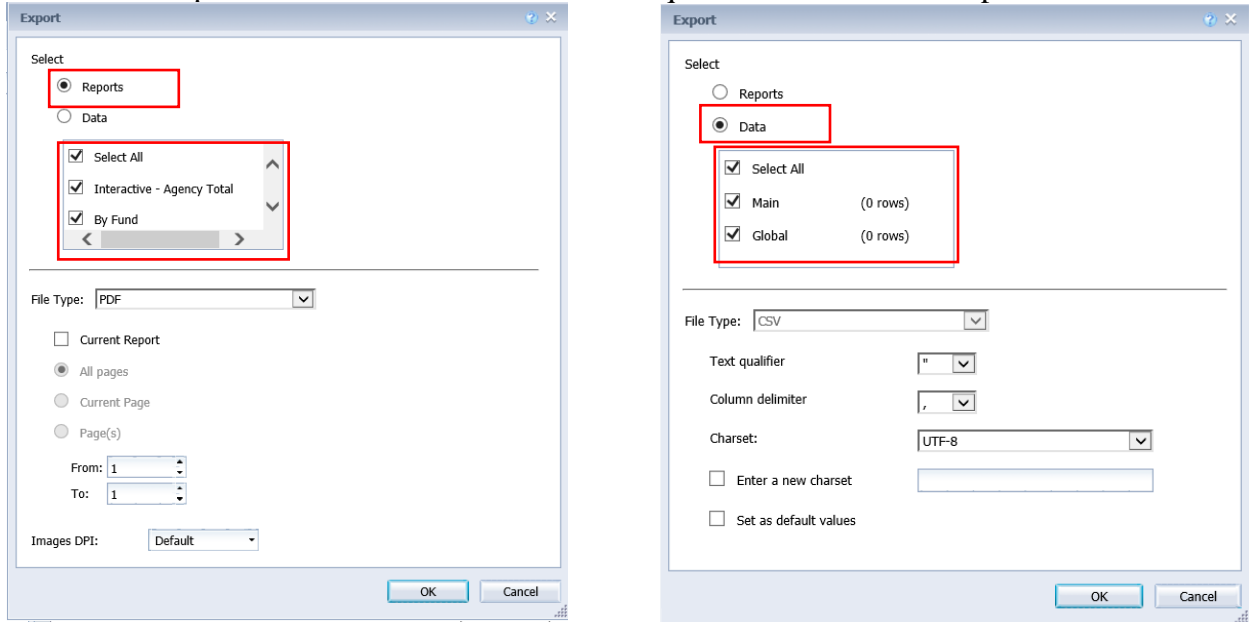 Export
Select
Reports
Data
Select All
Interactive - Agency Total
By Fund
File Type: PDF
Current Report
All pages
Current Page
Page(s)
From: 1
To: 1
Images DPI: Default
OK Cancel
Export
Select
Reports
Data
Select All
Main (0 rows)
Global (0 rows)
File Type: CSV
Text qualifier "
Column delimiter ,
Charset: UTF-8
Enter a new charset
Set as default values
OK Cancel